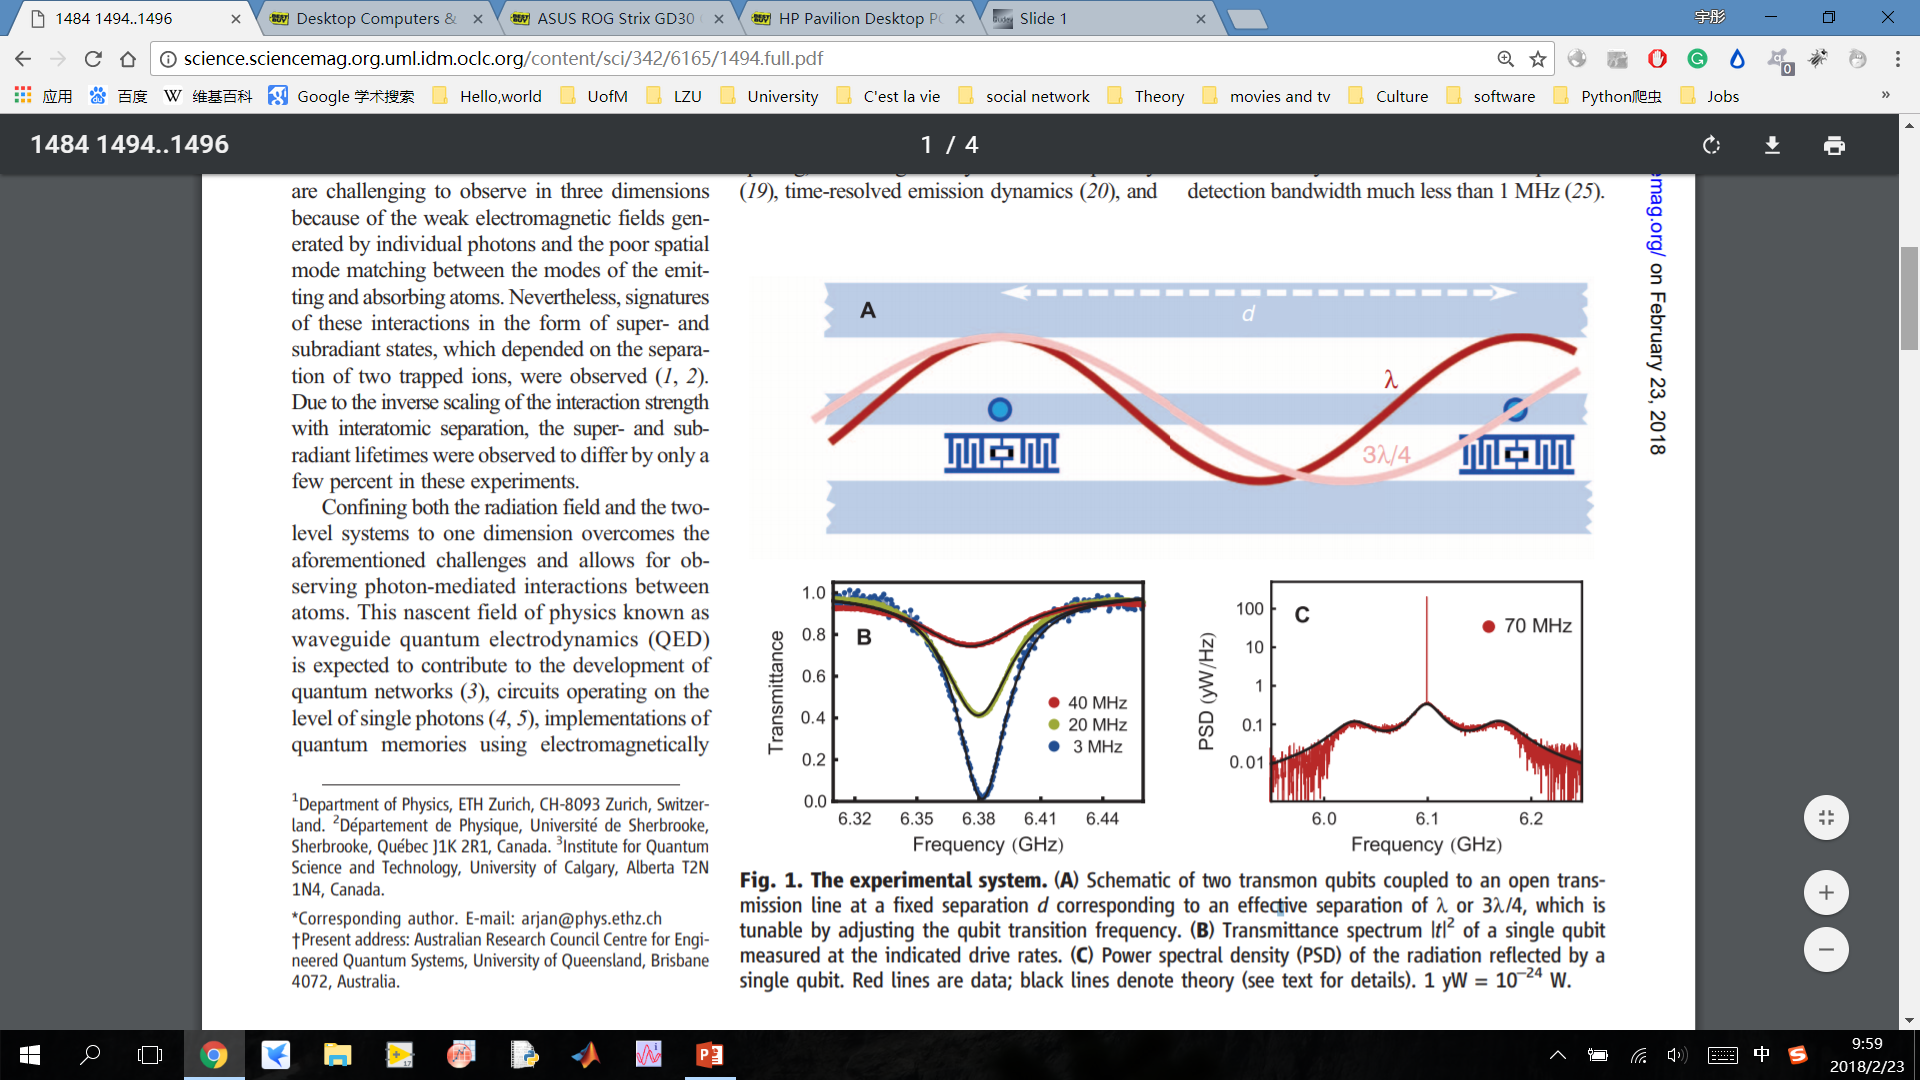 1484 1494..1496
Desktop Computers &
ASUS ROG Strix GD30
HP Pavilion Desktop P
Slide 1
宇彤
science.sciencemag.org.uml.idm.oclc.org/content/sci/342/6165/1494.full.pdf
0
应用 百度 W 维基百科 Google 学术搜索 Hello,world UofM LZU University C'est la vie social network Theory movies and tv Culture software Python爬虫 Jobs »
1484 1494..1496
1 / 4
are challenging to observe in three dimensions
because of the weak electromagnetic fields gen-
erated by individual photons and the poor spatial
mode matching between the modes of the emit-
ting and absorbing atoms. Nevertheless, signatures
of these interactions in the form of super- and
subradiant states, which depended on the separa-
tion of two trapped ions, were observed (1, 2).
Due to the inverse scaling of the interaction strength
with interatomic separation, the super- and sub-
radiant lifetimes were observed to differ by only a
few percent in these experiments.
Confining both the radiation field and the two-
level systems to one dimension overcomes the
aforementioned challenges and allows for ob-
serving photon-mediated interactions between
atoms. This nascent field of physics known as
waveguide quantum electrodynamics (QED)
is expected to contribute to the development of
quantum networks (3), circuits operating on the
level of single photons (4, 5), implementations of
quantum memories using electromagnetically
1Department of Physics, ETH Zurich, CH-8093 Zurich, Switzer-
land. 2Département de Physique, Université de Sherbrooke,
Sherbrooke, Québec J1K 2R1, Canada. 3Institute for Quantum
Science and Technology, University of Calgary, Alberta T2N
1N4, Canada.
*Corresponding author. E-mail: arjan@phys.ethz.ch
†Present address: Australian Research Council Centre for Engi-
neered Quantum Systems, University of Queensland, Brisbane
4072, Australia.
(19), time-resolved emission dynamics (20), and
detection bandwidth much less than 1 MHz (25).
emag.org/ on February 23, 2018
A
d
λ
3λ/4
B
Transmittance
1.0
0.8
0.6
0.4
0.2
0.0
40 MHz
20 MHz
3 MHz
6.32 6.35 6.38 6.41 6.44
Frequency (GHz)
C
PSD (yW/Hz)
100
10
1
0.1
0.01
70 MHz
6.0 6.1 6.2
Frequency (GHz)
Fig. 1. The experimental system. (A) Schematic of two transmon qubits coupled to an open trans-
mission line at a fixed separation d corresponding to an effective separation of λ or 3λ/4, which is
tunable by adjusting the qubit transition frequency. (B) Transmittance spectrum |t|² of a single qubit
measured at the indicated drive rates. (C) Power spectral density (PSD) of the radiation reflected by a
single qubit. Red lines are data; black lines denote theory (see text for details). 1 yW = 10⁻²⁴ W.
中
9:59
2018/2/23